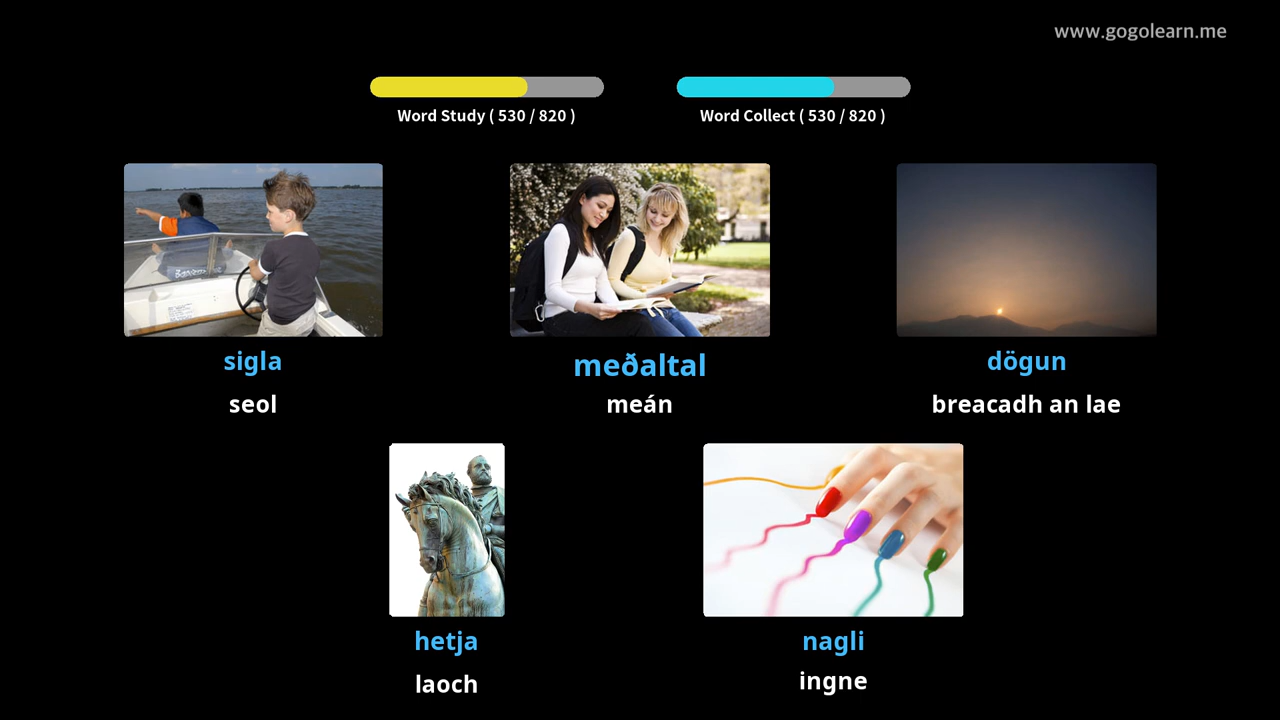 www.gogolearn.me
Word Study ( 530 / 820 )
Word Collect ( 530 / 820 )
sigla
seol
meðaltal
meán
dögun
breacadh an lae
hetja
laoch
nagli
ingne